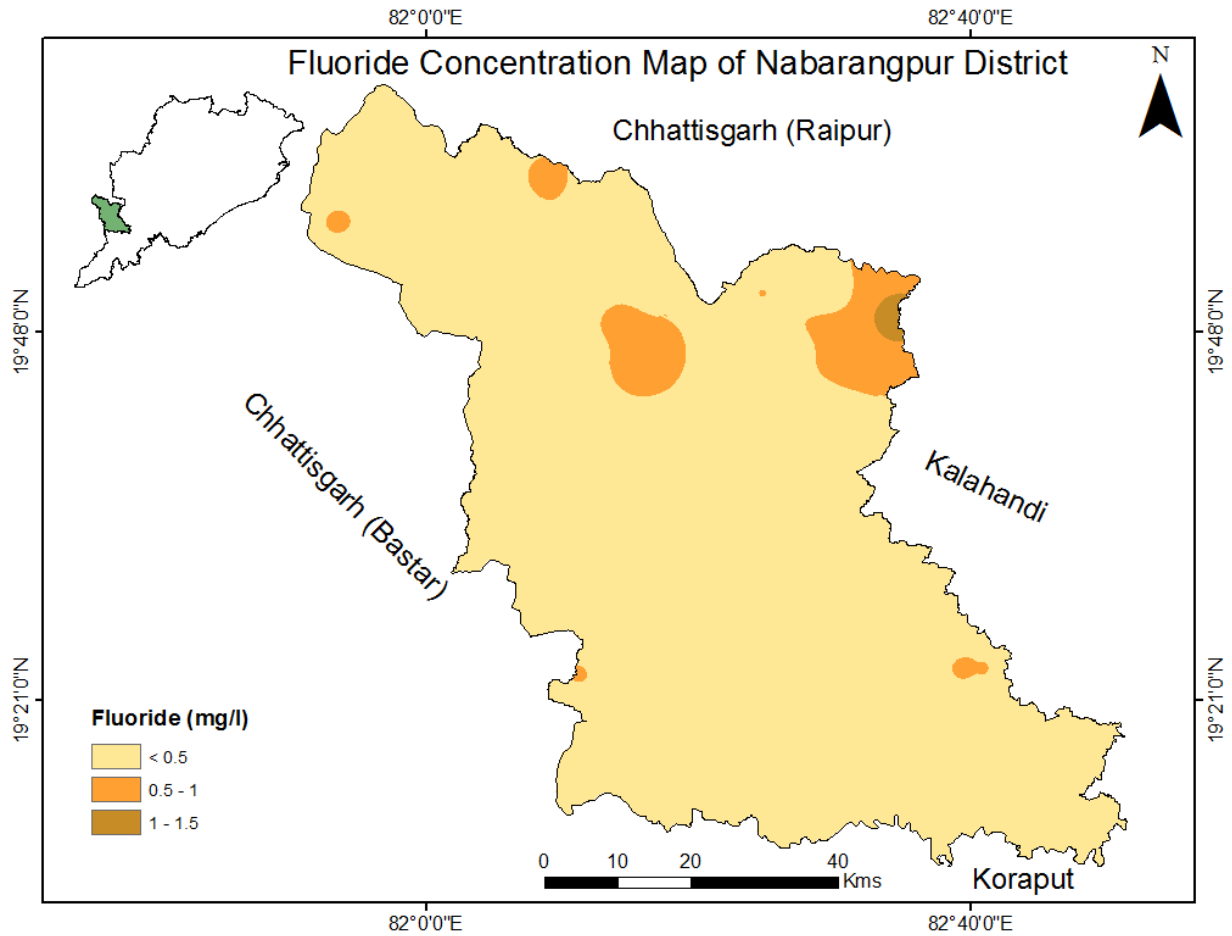 82°0'0"E
82°40'0"E
Fluoride Concentration Map of Nabarangpur District
N
Chhattisgarh (Raipur)
19°48'0"N
19°48'0"N
Chhattisgarh (Bastar)
Kalahandi
19°21'0"N
19°21'0"N
Fluoride (mg/l)
< 0.5
0.5 - 1
1 - 1.5
0 10 20 40
Kms
Koraput
82°0'0"E
82°40'0"E